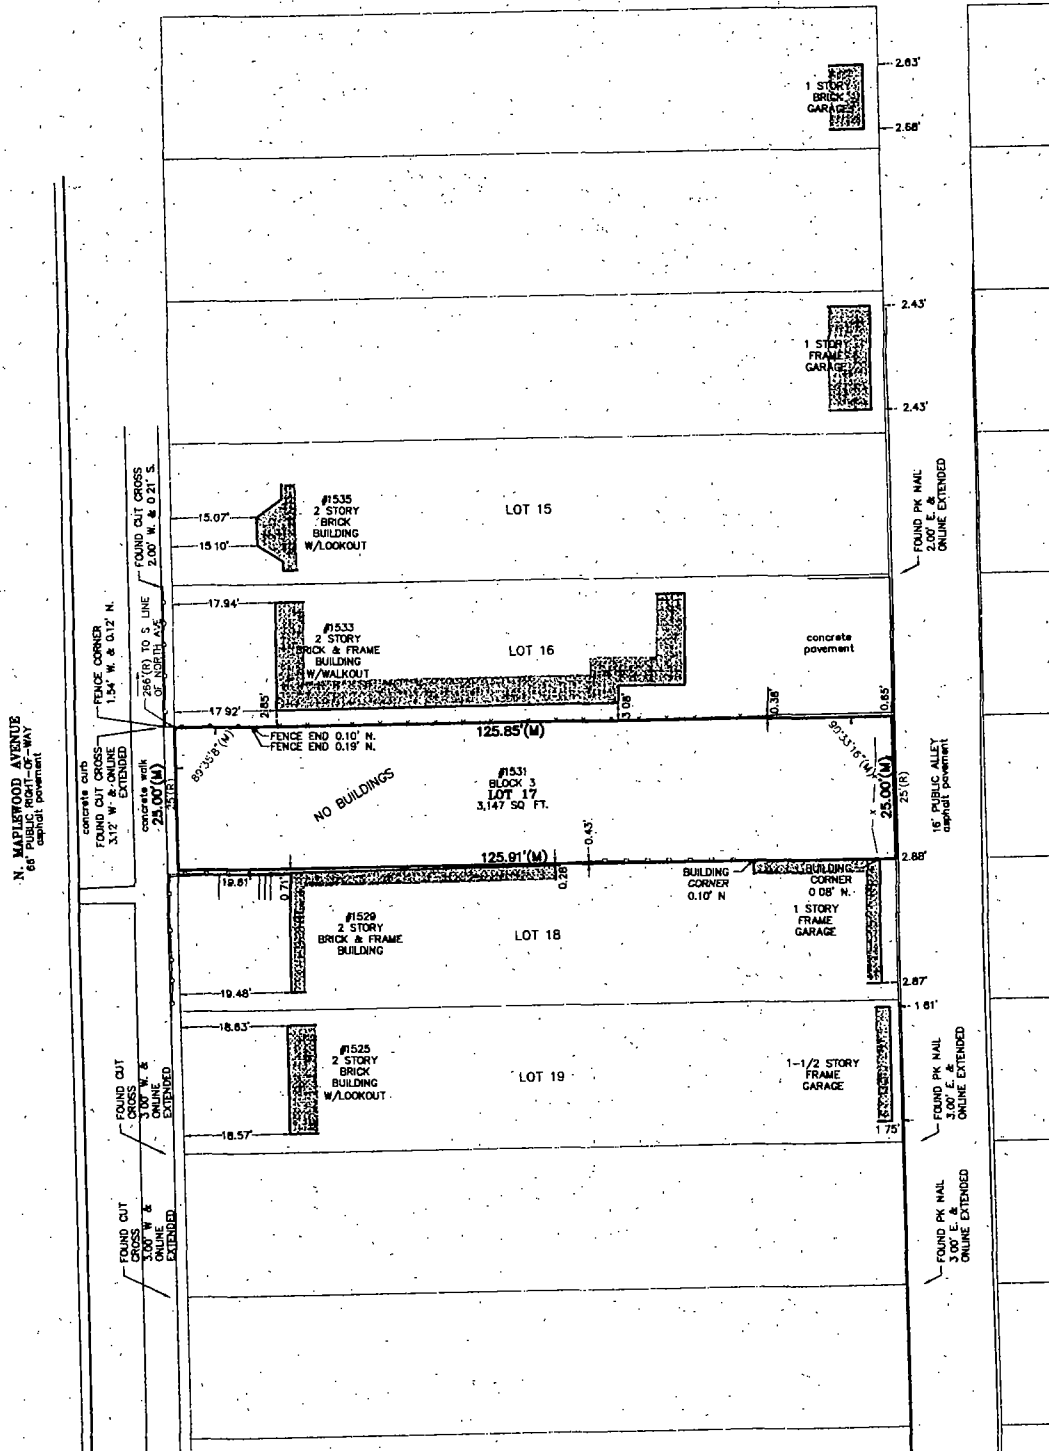 2.63'
1 STORY
BRICK
GARAGE
2.68'
2.43'
1 STORY
FRAME
GARAGE
2.43'
FOUND CUT CROSS
2.00' W. & 0.21' S.
15.07'
15.10'
#1535
2 STORY
BRICK
BUILDING
W/LOOKOUT
LOT 15
FOUND PK NAIL
2.00' E. &
ONLINE EXTENDED
FENCE CORNER
1.54' W. & 0.12' N.
266'(R) TO S LINE
OF NORTH AVE
17.94'
#1533
2 STORY
BRICK & FRAME
BUILDING
W/WALKOUT
LOT 16
concrete
pavement
17.92'
2.85'
3.08'
0.38'
0.65'
FENCE END 0.10' N.
FENCE END 0.19' N.
125.85'(M)
N. MAPLEWOOD AVENUE
66' PUBLIC RIGHT-OF-WAY
asphalt pavement
concrete curb
FOUND CUT CROSS
3.12' W & ONLINE
EXTENDED
concrete walk
25.00'(M)
25'(R)
89°35'8"(M)
NO BUILDINGS
#1531
BLOCK 3
LOT 17
3,147 SQ FT.
90°33'16"(M)
25.00'(M)
25'(R)
16' PUBLIC ALLEY
asphalt pavement
125.91'(M)
0.43'
2.88'
19.61'
0.71'
0.28'
BUILDING
CORNER
0.10' N
BUILDING
CORNER
0 08' N.
#1529
2 STORY
BRICK & FRAME
BUILDING
LOT 18
1 STORY
FRAME
GARAGE
19.48'
2.87'
18.63'
1 61'
#1525
2 STORY
BRICK
BUILDING
W/LOOKOUT
LOT 19
1-1/2 STORY
FRAME
GARAGE
18.57'
1 75'
FOUND CUT
CROSS
3.00' W. &
ONLINE
EXTENDED
FOUND PK NAIL
3.00' E. &
ONLINE EXTENDED
FOUND CUT
CROSS
3.00' W &
ONLINE
EXTENDED
FOUND PK NAIL
3 00' E. &
ONLINE EXTENDED